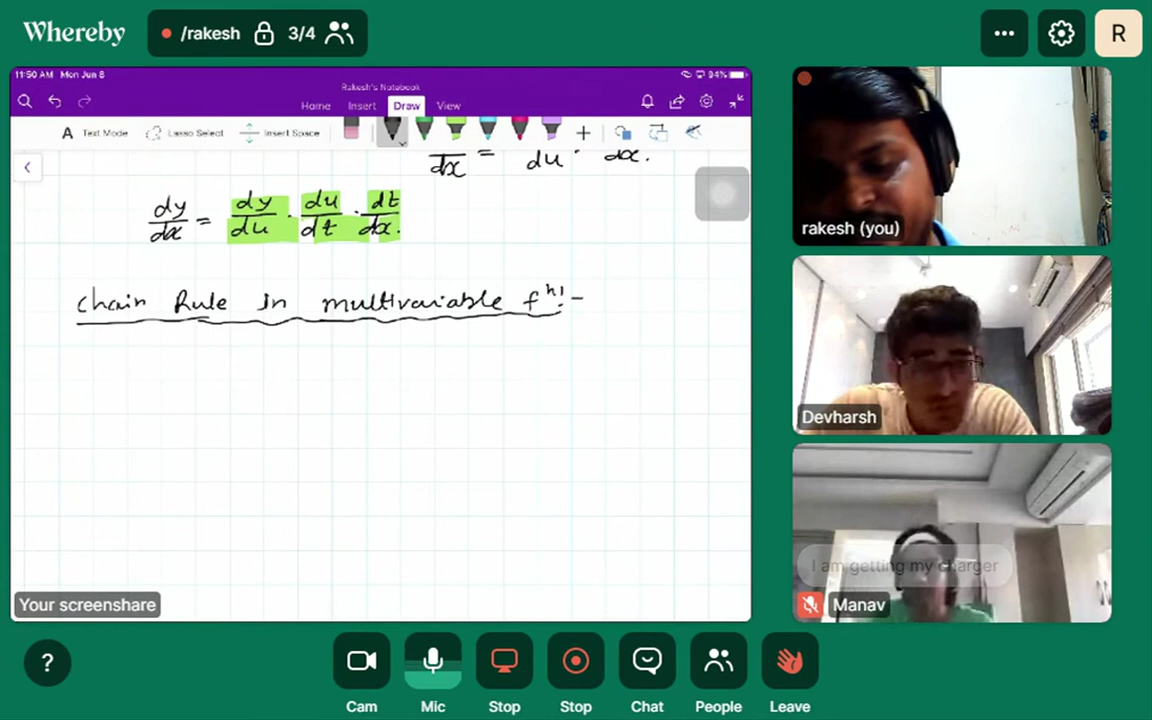 Whereby
/rakesh 3/4
R
11:50 AM Mon Jun 8
94%
Rakesh's Notebook
Home Insert Draw View
A Text Mode Lasso Select Insert Space
dx = du · dx.
dy/dx = dy/du · du/dt · dt/dx.
Chain Rule in multivariable fⁿ:-
Your screenshare
rakesh (you)
Devharsh
I am getting my charger
Manav
?
Cam Mic Stop Stop Chat People Leave